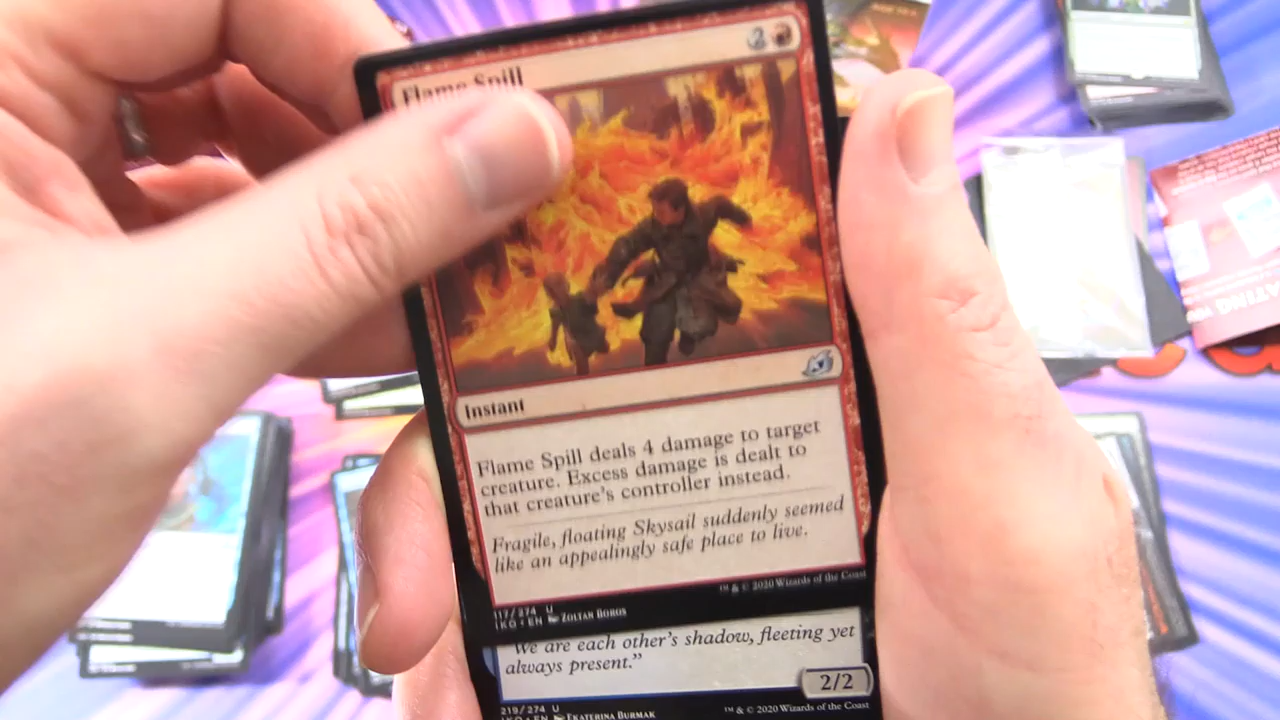 Flame Spill
2
Instant
Flame Spill deals 4 damage to target
creature. Excess damage is dealt to
that creature's controller instead.
Fragile, floating Skysail suddenly seemed
like an appealingly safe place to live.
™ & © 2020 Wizards of the Coast
117/274 U
IKO • EN Zoltan Boros
"We are each other's shadow, fleeting yet
always present."
2/2
219/274 U
IKO • EN Ekaterina Burmak
™ & © 2020 Wizards of the Coast